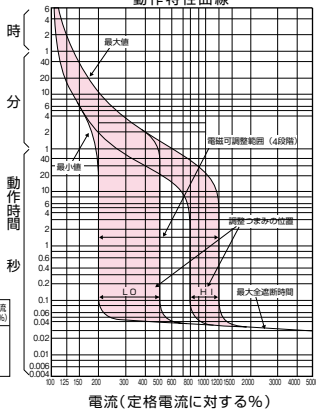 動作特性曲線
時
分
動作時間
秒
6
4
2
1
40
20
10
6
4
2
1
40
20
10
6
4
2
1
0.6
0.4
0.2
0.1
0.06
0.04
0.02
0.01
0.006
0.004
最大値
最小値
電磁可調整範囲（4段階）
調整つまみの位置
LO
HI
最大全遮断時間
流
%)
100 125 150 200 300 400 500 600 800 1000 1200 1500 2000 3000 4000 500
電流(定格電流に対する%)